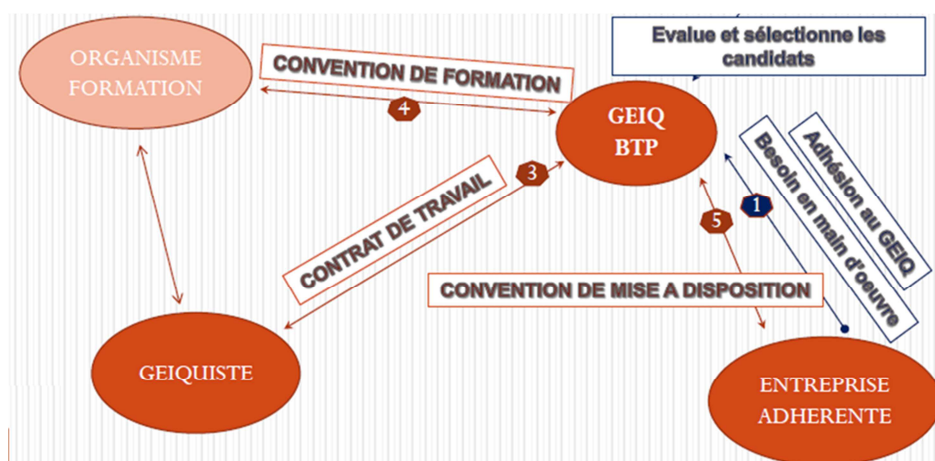 Evalue et sélectionne les
candidats
ORGANISME
FORMATION
CONVENTION DE FORMATION
4
GEIQ
BTP
3
CONTRAT DE TRAVAIL
5
1
Adhésion au GEIQ
Besoin en main d'oeuvre
CONVENTION DE MISE A DISPOSITION
GEIQUISTE
ENTREPRISE
ADHERENTE